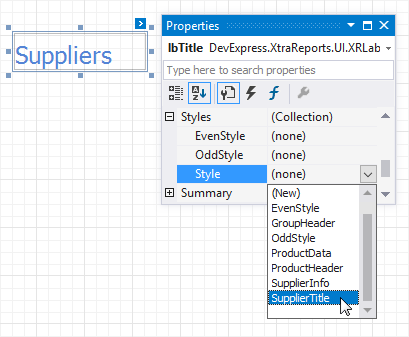 Suppliers
Properties
lbTitle DevExpress.XtraReports.UI.XRLab
Type here to search properties
Styles (Collection)
EvenStyle (none)
OddStyle (none)
Style (none)
Summary
(New)
EvenStyle
GroupHeader
OddStyle
ProductData
ProductHeader
SupplierInfo
SupplierTitle